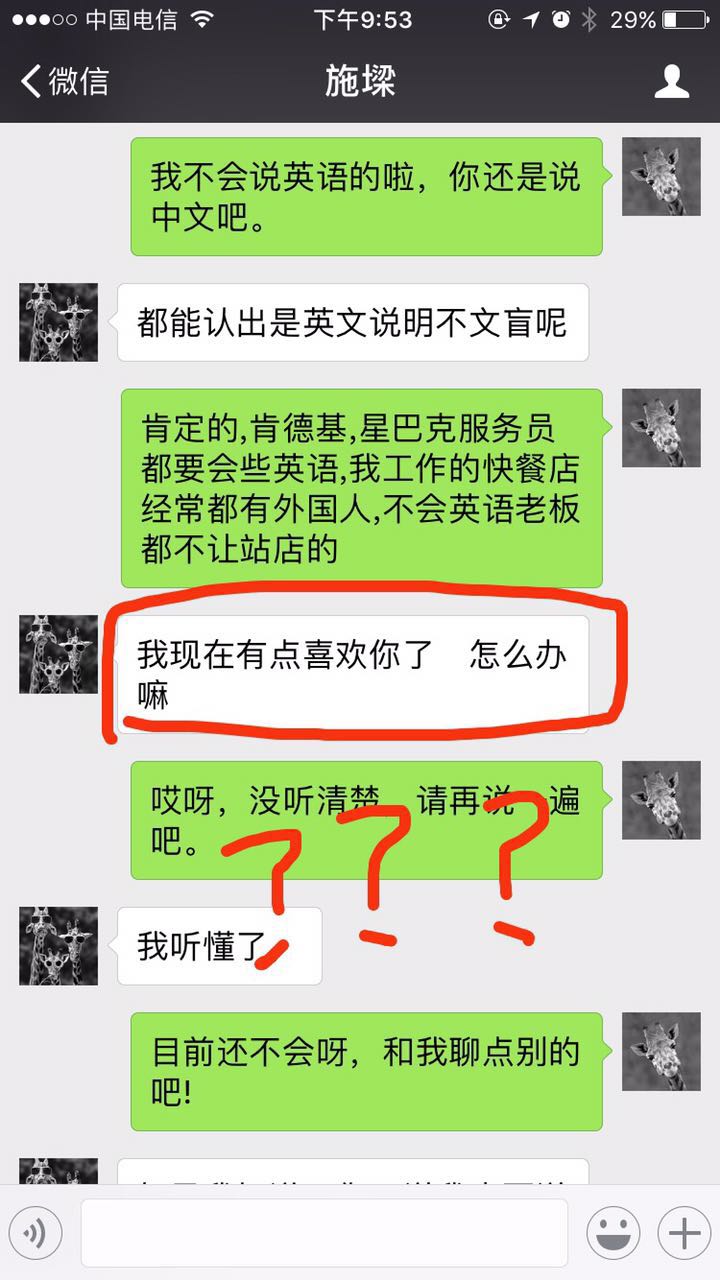 中国电信
下午9:53
29%
微信
施墚
我不会说英语的啦，你还是说
中文吧。
都能认出是英文说明不文盲呢
肯定的,肯德基,星巴克服务员
都要会些英语,我工作的快餐店
经常都有外国人,不会英语老板
都不让站店的
我现在有点喜欢你了 怎么办
嘛
哎呀，没听清楚 请再说一遍
吧。
???
我听懂了
目前还不会呀，和我聊点别的
吧!